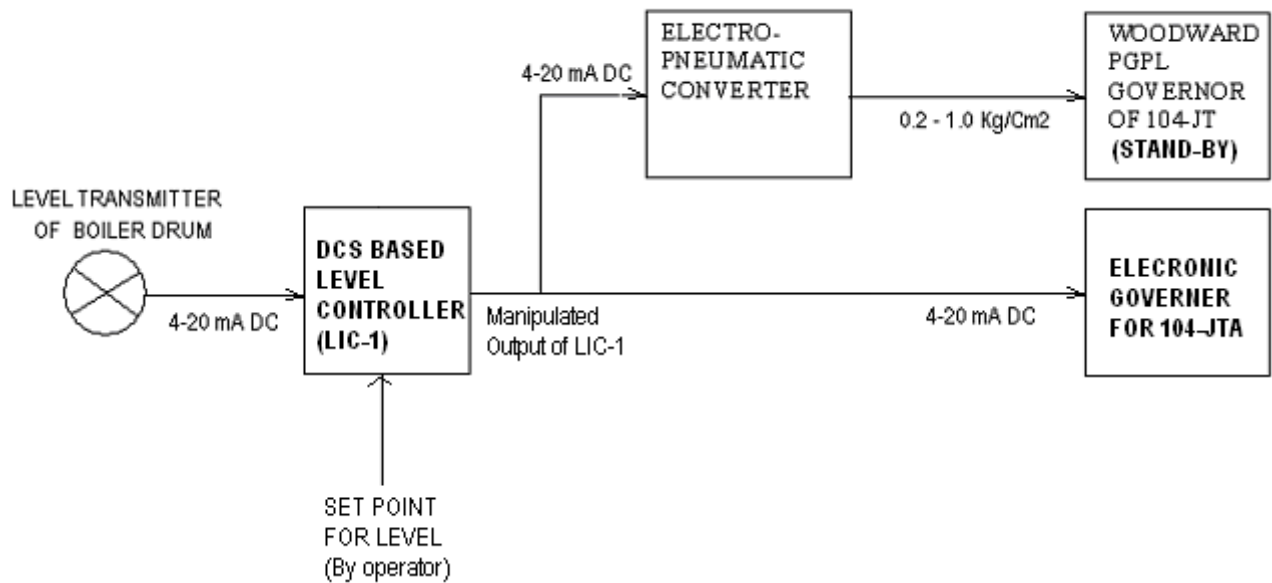 ELECTRO-
PNEUMATIC
CONVERTER
WOODWARD
PGPL
GOVERNOR
OF 104-JT
(STAND-BY)
4-20 mA DC
0.2 - 1.0 Kg/Cm2
LEVEL TRANSMITTER
OF BOILER DRUM
4-20 mA DC
DCS BASED
LEVEL
CONTROLLER
(LIC-1)
Manipulated
Output of LIC-1
4-20 mA DC
ELECRONIC
GOVERNER
FOR 104-JTA
SET POINT
FOR LEVEL
(By operator)